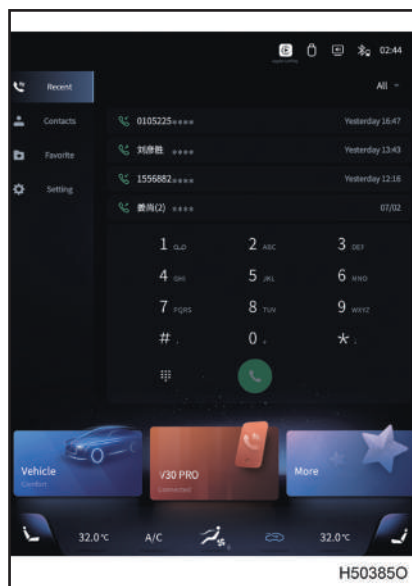 02:44
Recent
All
Contacts
Favorite
Setting
0105225****
Yesterday 16:47
刘彦胜 ****
Yesterday 13:43
1556882****
Yesterday 12:16
姜尚(2) ****
07/02
1
2 ABC
3 DEF
4 GHI
5 JKL
6 MNO
7 PQRS
8 TUV
9 WXYZ
#
0 +
*
Vehicle
Comfort
V30 PRO
Connected
More
32.0℃
A/C
32.0℃
H50385O